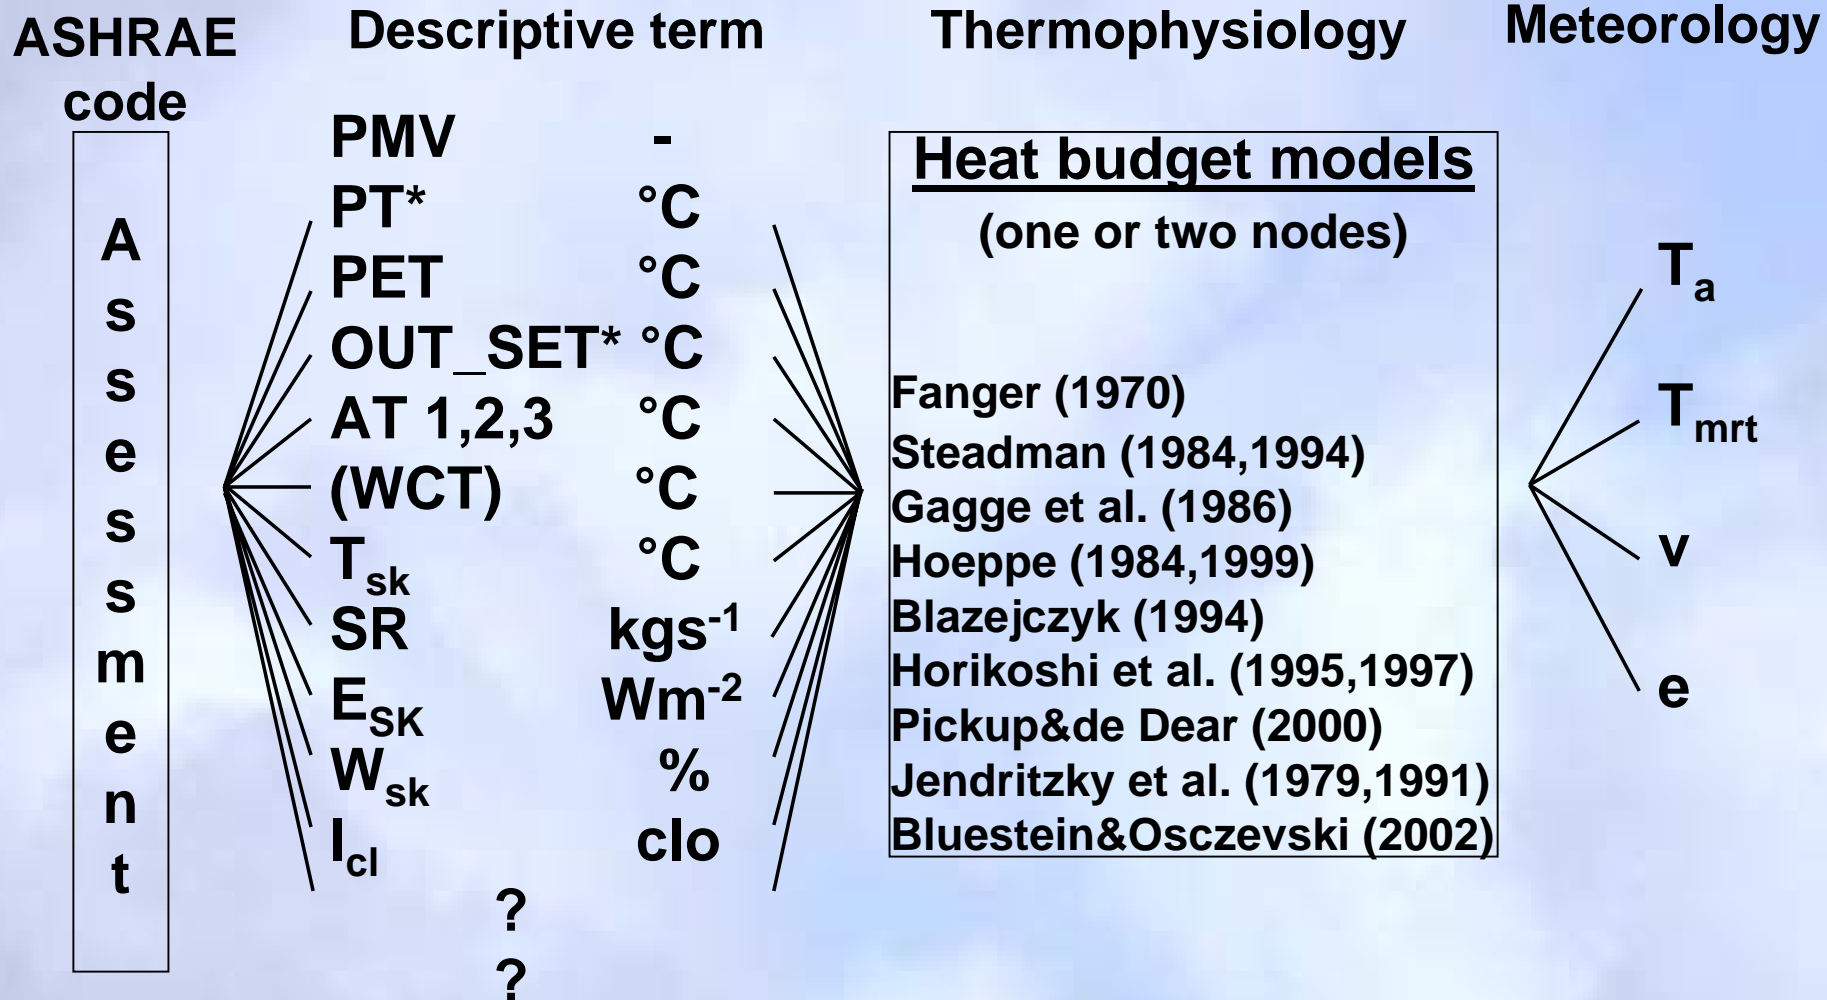 ASHRAE
code
Assessment
Descriptive term
PMV -
PT* °C
PET °C
OUT_SET* °C
AT 1,2,3 °C
(WCT) °C
Tsk °C
SR kgs-1
ESK Wm-2
Wsk %
Icl clo
?
?
Thermophysiology
Heat budget models
(one or two nodes)
Fanger (1970)
Steadman (1984,1994)
Gagge et al. (1986)
Hoeppe (1984,1999)
Blazejczyk (1994)
Horikoshi et al. (1995,1997)
Pickup&de Dear (2000)
Jendritzky et al. (1979,1991)
Bluestein&Osczevski (2002)
Meteorology
Ta
Tmrt
v
e